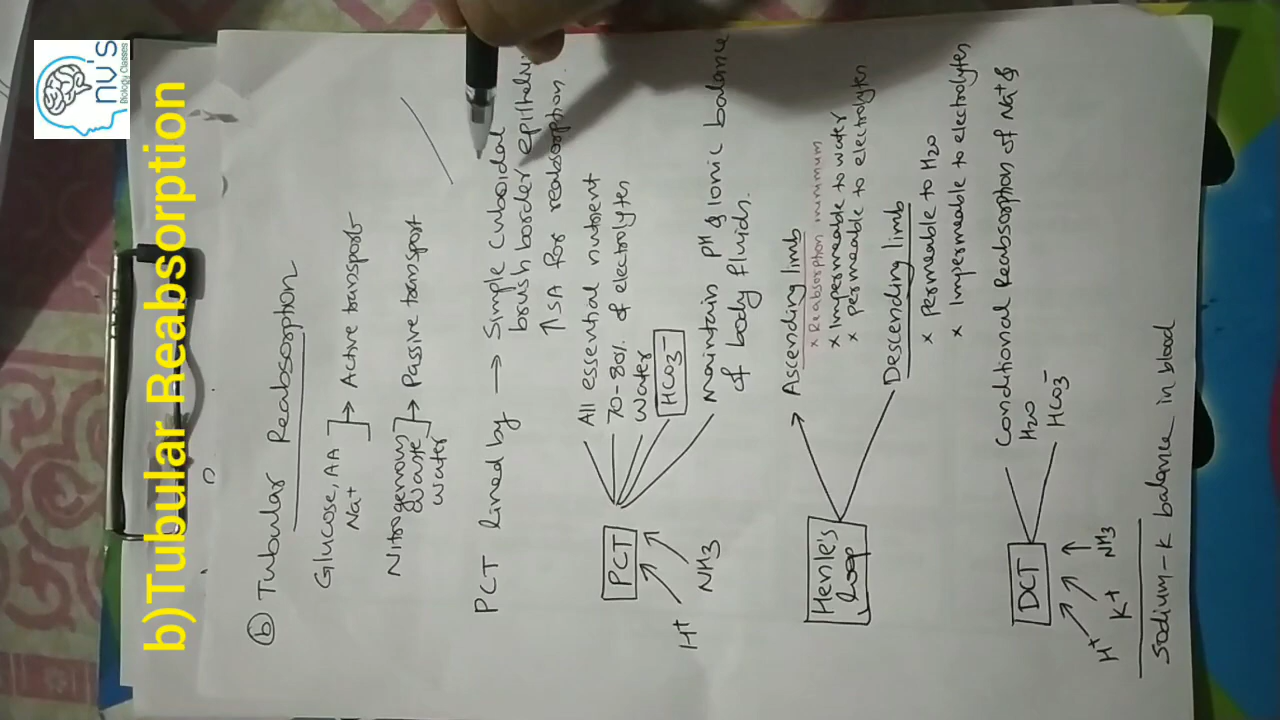 NV'S
Biology Classes
b)Tubular Reabsorption
b Tubular Reabsorption
Glucose, AA
Na+
→ Active transport
Nitrogenous
waste
water
→ Passive transport
PCT lined by → Simple cuboidal
brush border
↑SA for reabsorption.
PCT
H+
NH3
All essential nutrient
70-80% of electrolytes
water
HCO3-
maintain pH & ionic balance
of body fluids.
Henle's
loop
Ascending limb
x Reabsorption minimum
x Impermeable to water
x permeable to electrolytes
Descending limb
x permeable to H2O
x Impermeable to electrolytes
DCT
H+
K+
NH3
Conditional Reabsorption of Na+ &
H2O
HCO3-
Sodium-K balance in blood